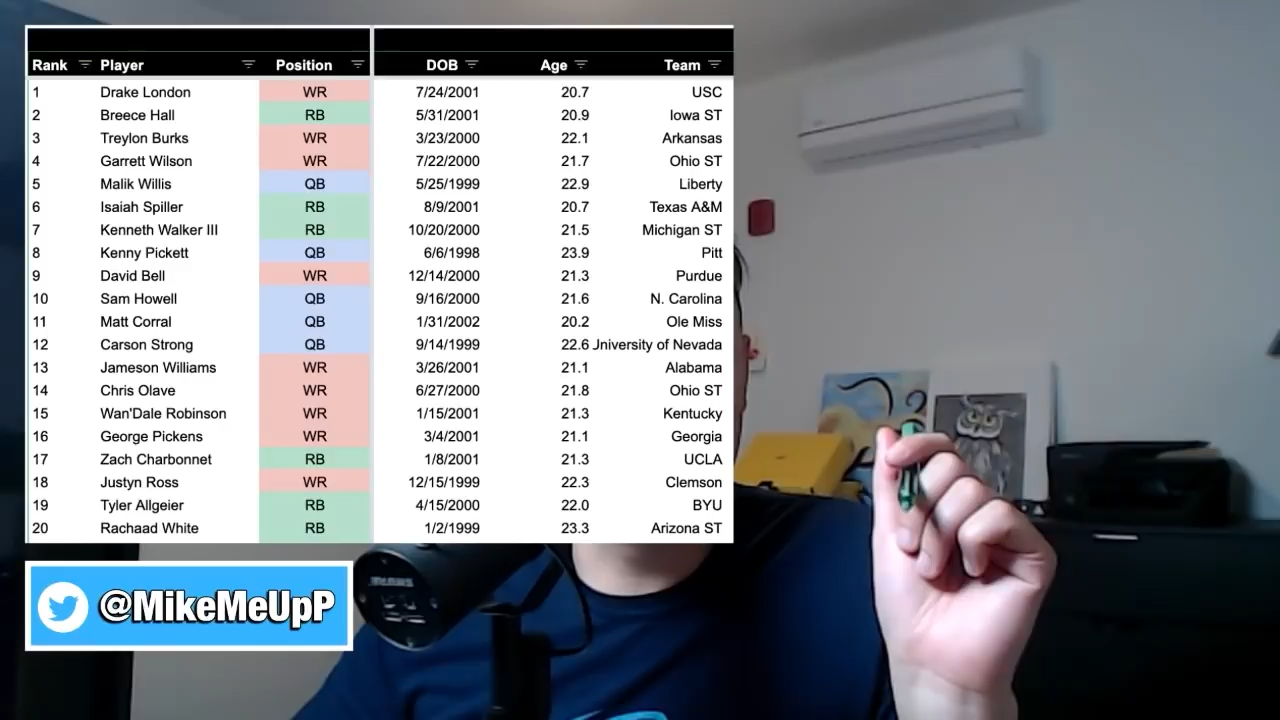 Rank Player Position DOB Age Team
1 Drake London WR 7/24/2001 20.7 USC
2 Breece Hall RB 5/31/2001 20.9 Iowa ST
3 Treylon Burks WR 3/23/2000 22.1 Arkansas
4 Garrett Wilson WR 7/22/2000 21.7 Ohio ST
5 Malik Willis QB 5/25/1999 22.9 Liberty
6 Isaiah Spiller RB 8/9/2001 20.7 Texas A&M
7 Kenneth Walker III RB 10/20/2000 21.5 Michigan ST
8 Kenny Pickett QB 6/6/1998 23.9 Pitt
9 David Bell WR 12/14/2000 21.3 Purdue
10 Sam Howell QB 9/16/2000 21.6 N. Carolina
11 Matt Corral QB 1/31/2002 20.2 Ole Miss
12 Carson Strong QB 9/14/1999 22.6 University of Nevada
13 Jameson Williams WR 3/26/2001 21.1 Alabama
14 Chris Olave WR 6/27/2000 21.8 Ohio ST
15 Wan'Dale Robinson WR 1/15/2001 21.3 Kentucky
16 George Pickens WR 3/4/2001 21.1 Georgia
17 Zach Charbonnet RB 1/8/2001 21.3 UCLA
18 Justyn Ross WR 12/15/1999 22.3 Clemson
19 Tyler Allgeier RB 4/15/2000 22.0 BYU
20 Rachaad White RB 1/2/1999 23.3 Arizona ST
@MikeMeUpP